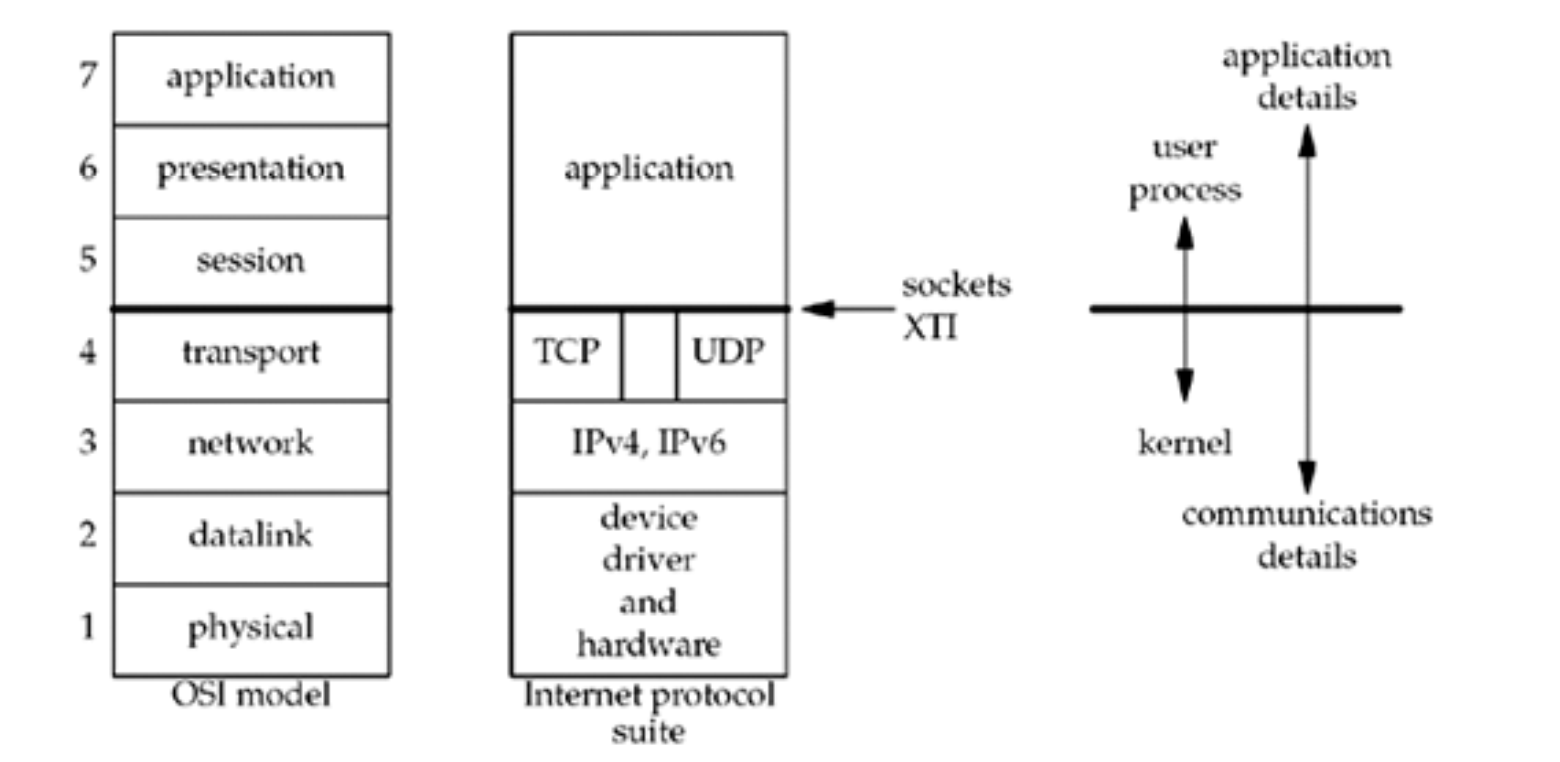 7
application
6
presentation
5
session
4
transport
3
network
2
datalink
1
physical
OSI model
application
TCP
UDP
IPv4, IPv6
device
driver
and
hardware
Internet protocol
suite
sockets
XTI
application
details
user
process
kernel
communications
details